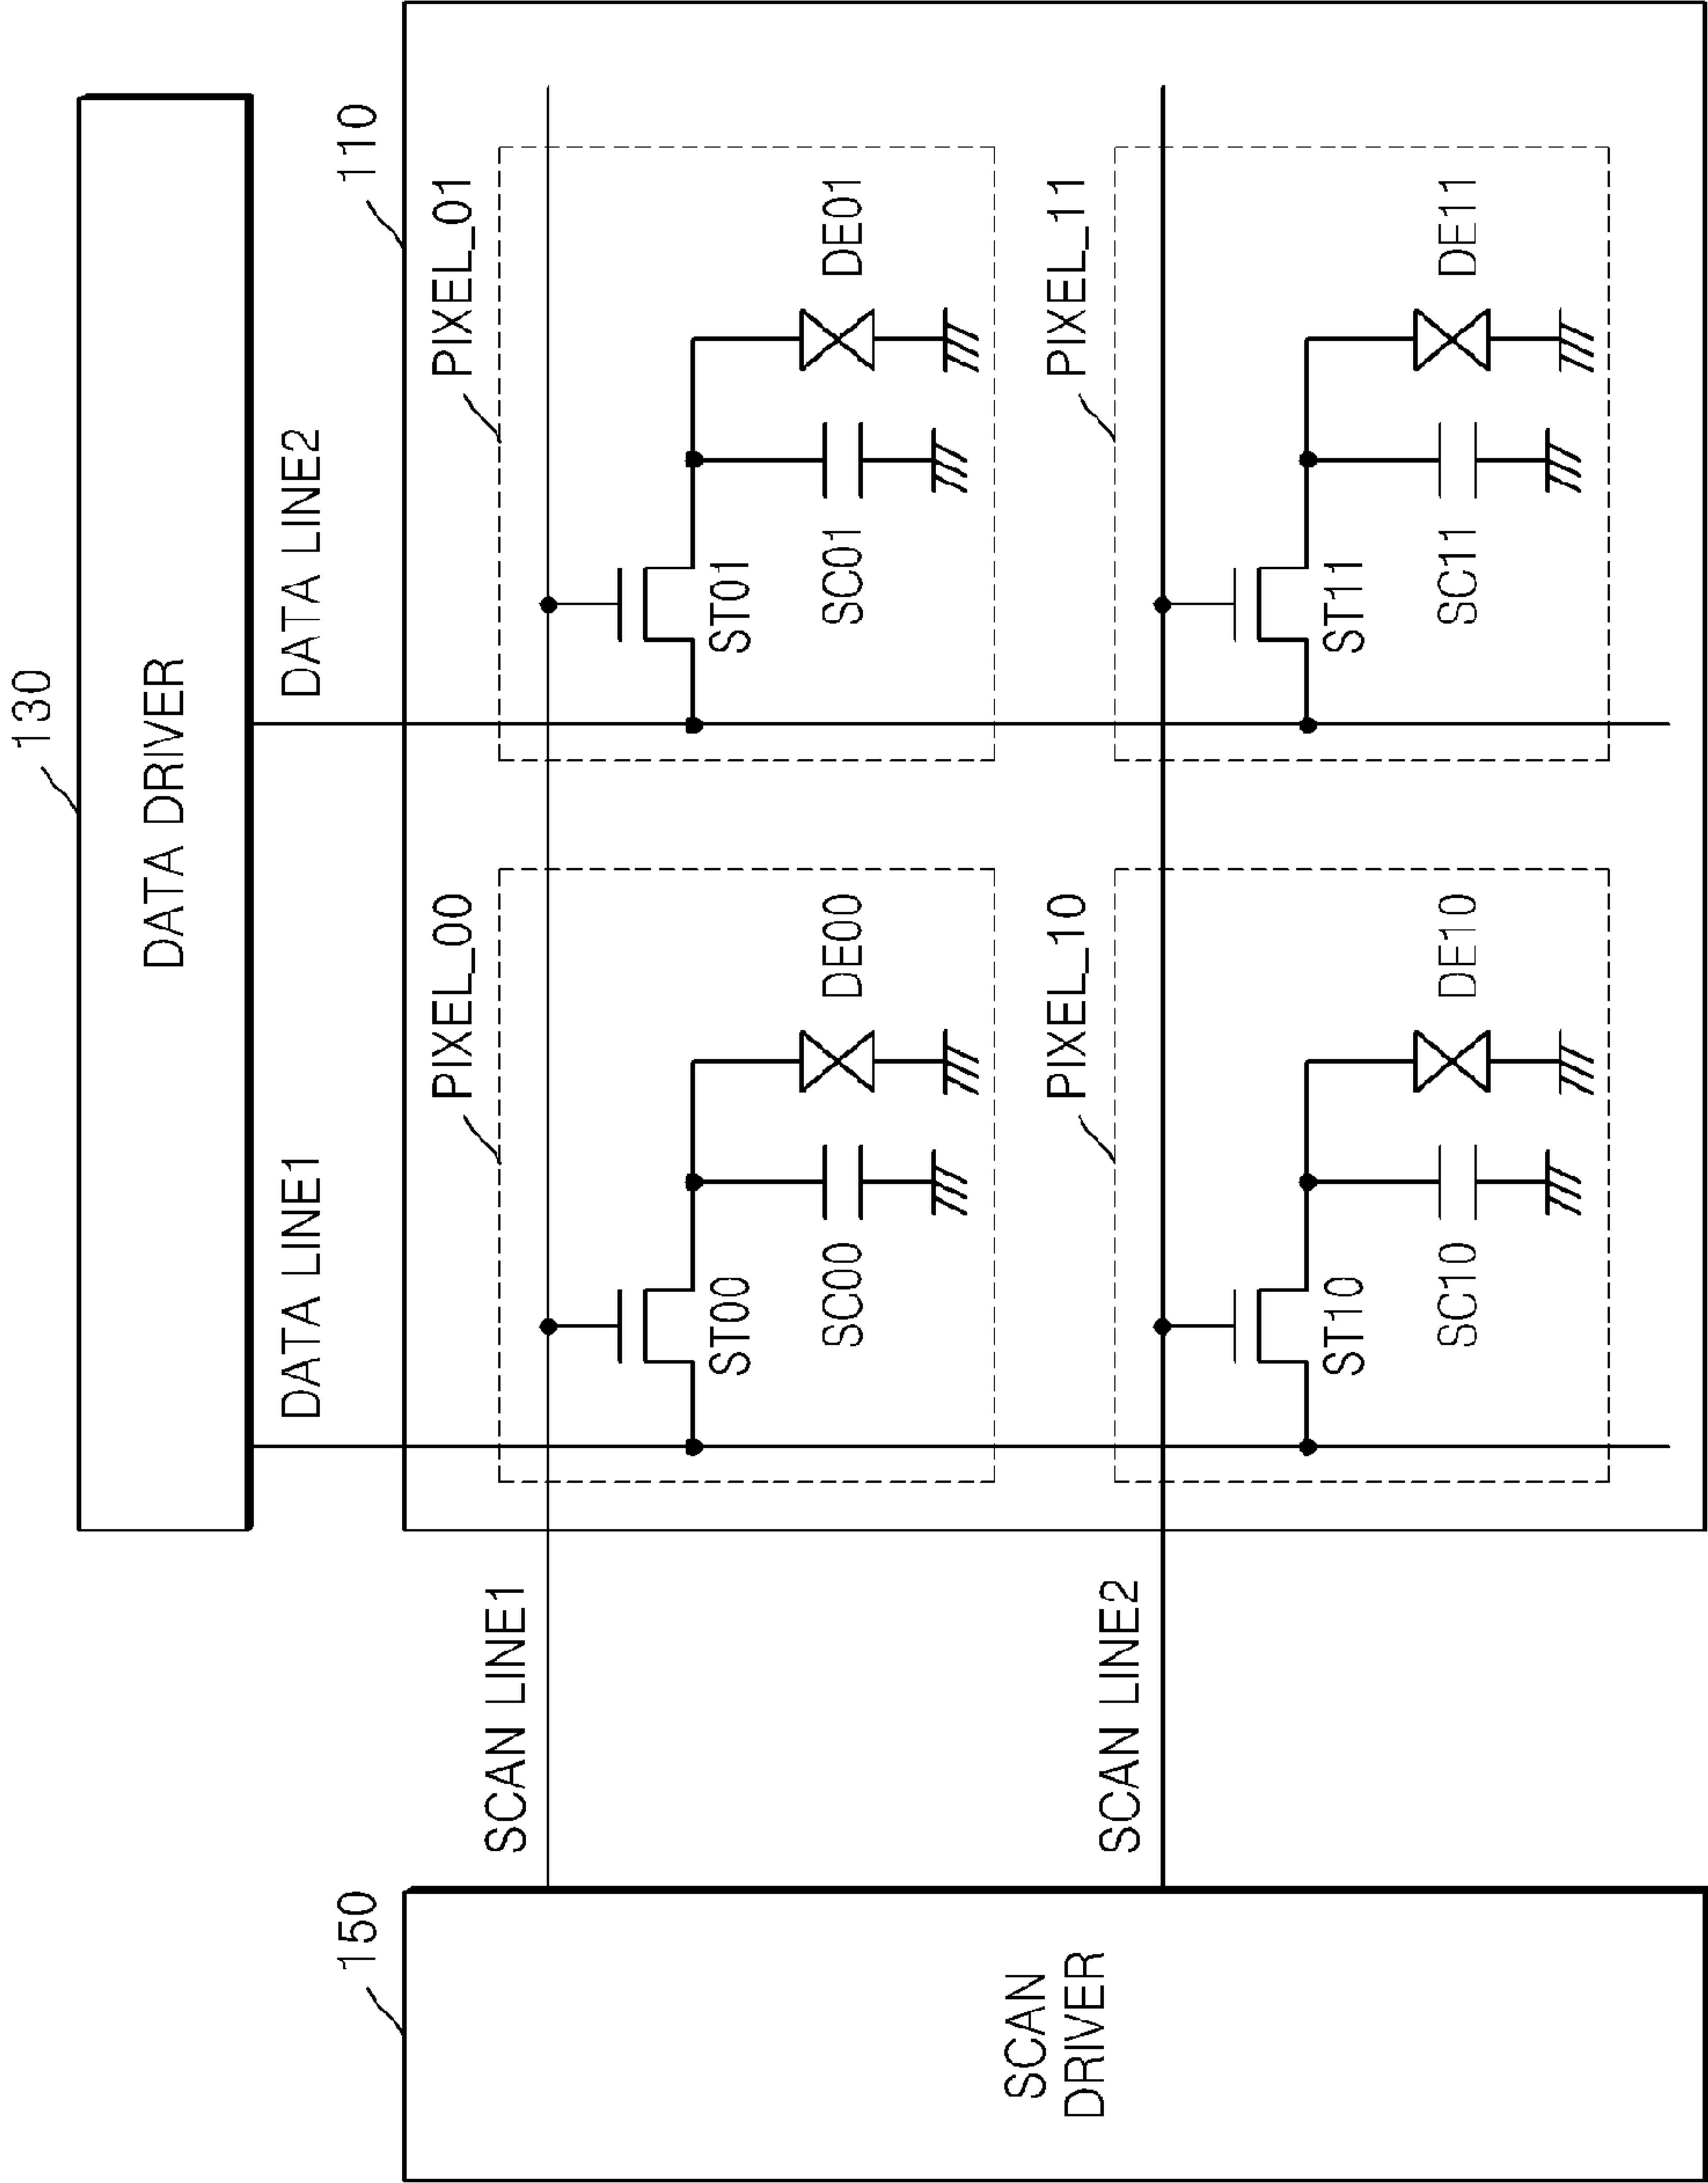 130
DATA DRIVER
DATA LINE1
DATA LINE2
150
110
SCAN LINE1
PIXEL_00
PIXEL_01
ST00
ST01
SC00
DE00
SC01
DE01
SCAN
DRIVER
SCAN LINE2
PIXEL_10
PIXEL_11
ST10
ST11
SC10
DE10
SC11
DE11